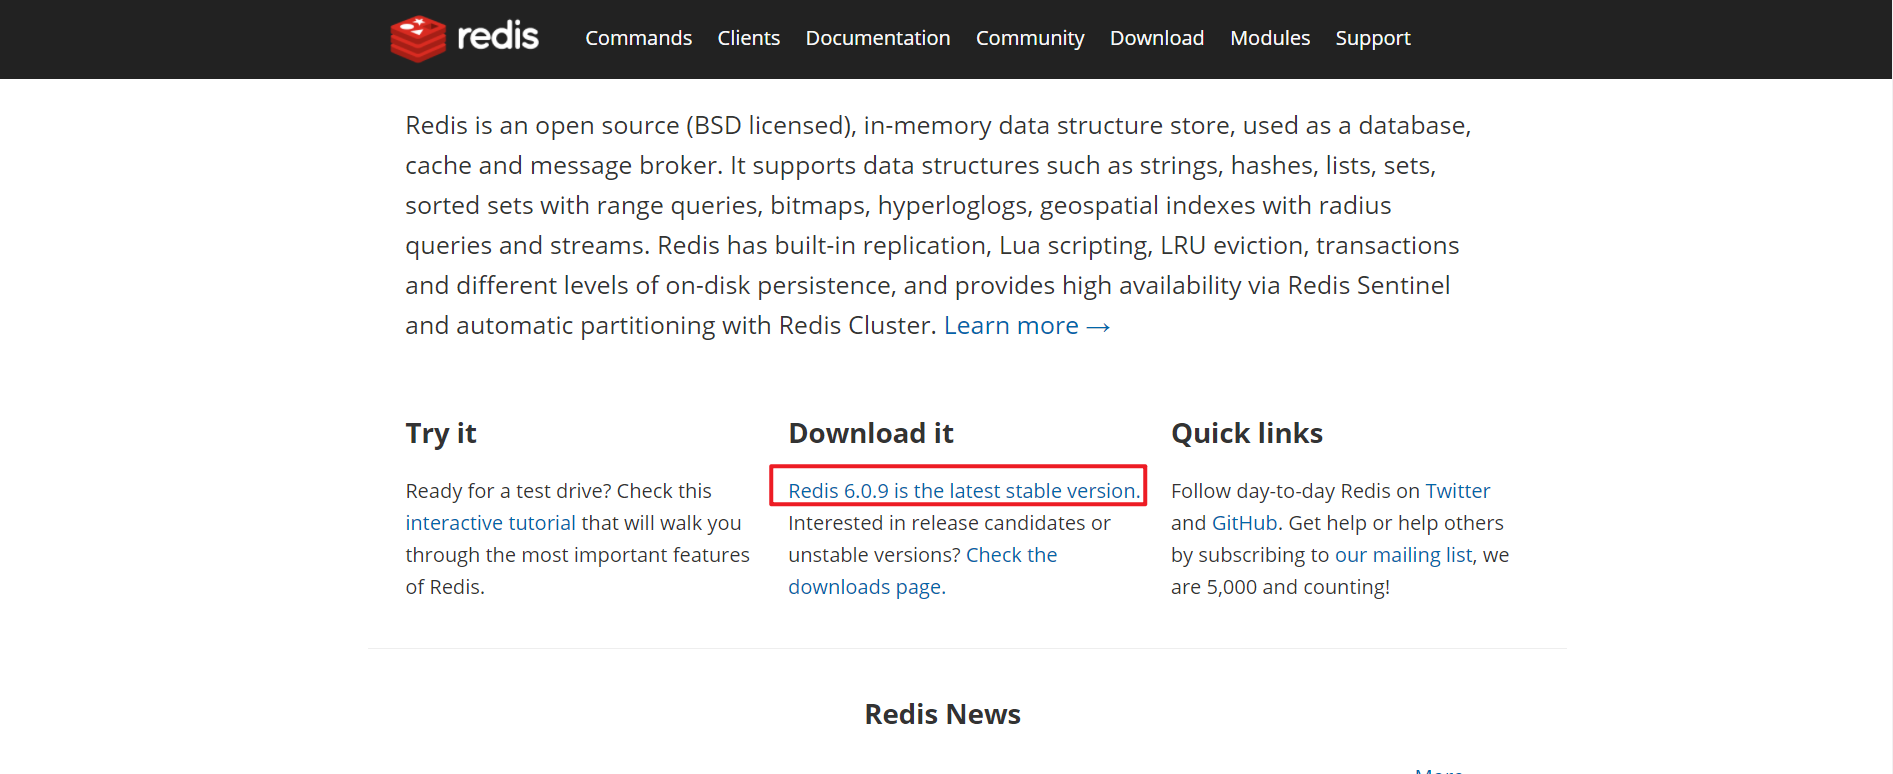 redis Commands Clients Documentation Community Download Modules Support
Redis is an open source (BSD licensed), in-memory data structure store, used as a database,
cache and message broker. It supports data structures such as strings, hashes, lists, sets,
sorted sets with range queries, bitmaps, hyperloglogs, geospatial indexes with radius
queries and streams. Redis has built-in replication, Lua scripting, LRU eviction, transactions
and different levels of on-disk persistence, and provides high availability via Redis Sentinel
and automatic partitioning with Redis Cluster. Learn more →
Try it
Ready for a test drive? Check this
interactive tutorial that will walk you
through the most important features
of Redis.
Download it
Redis 6.0.9 is the latest stable version.
Interested in release candidates or
unstable versions? Check the
downloads page.
Quick links
Follow day-to-day Redis on Twitter
and GitHub. Get help or help others
by subscribing to our mailing list, we
are 5,000 and counting!
Redis News